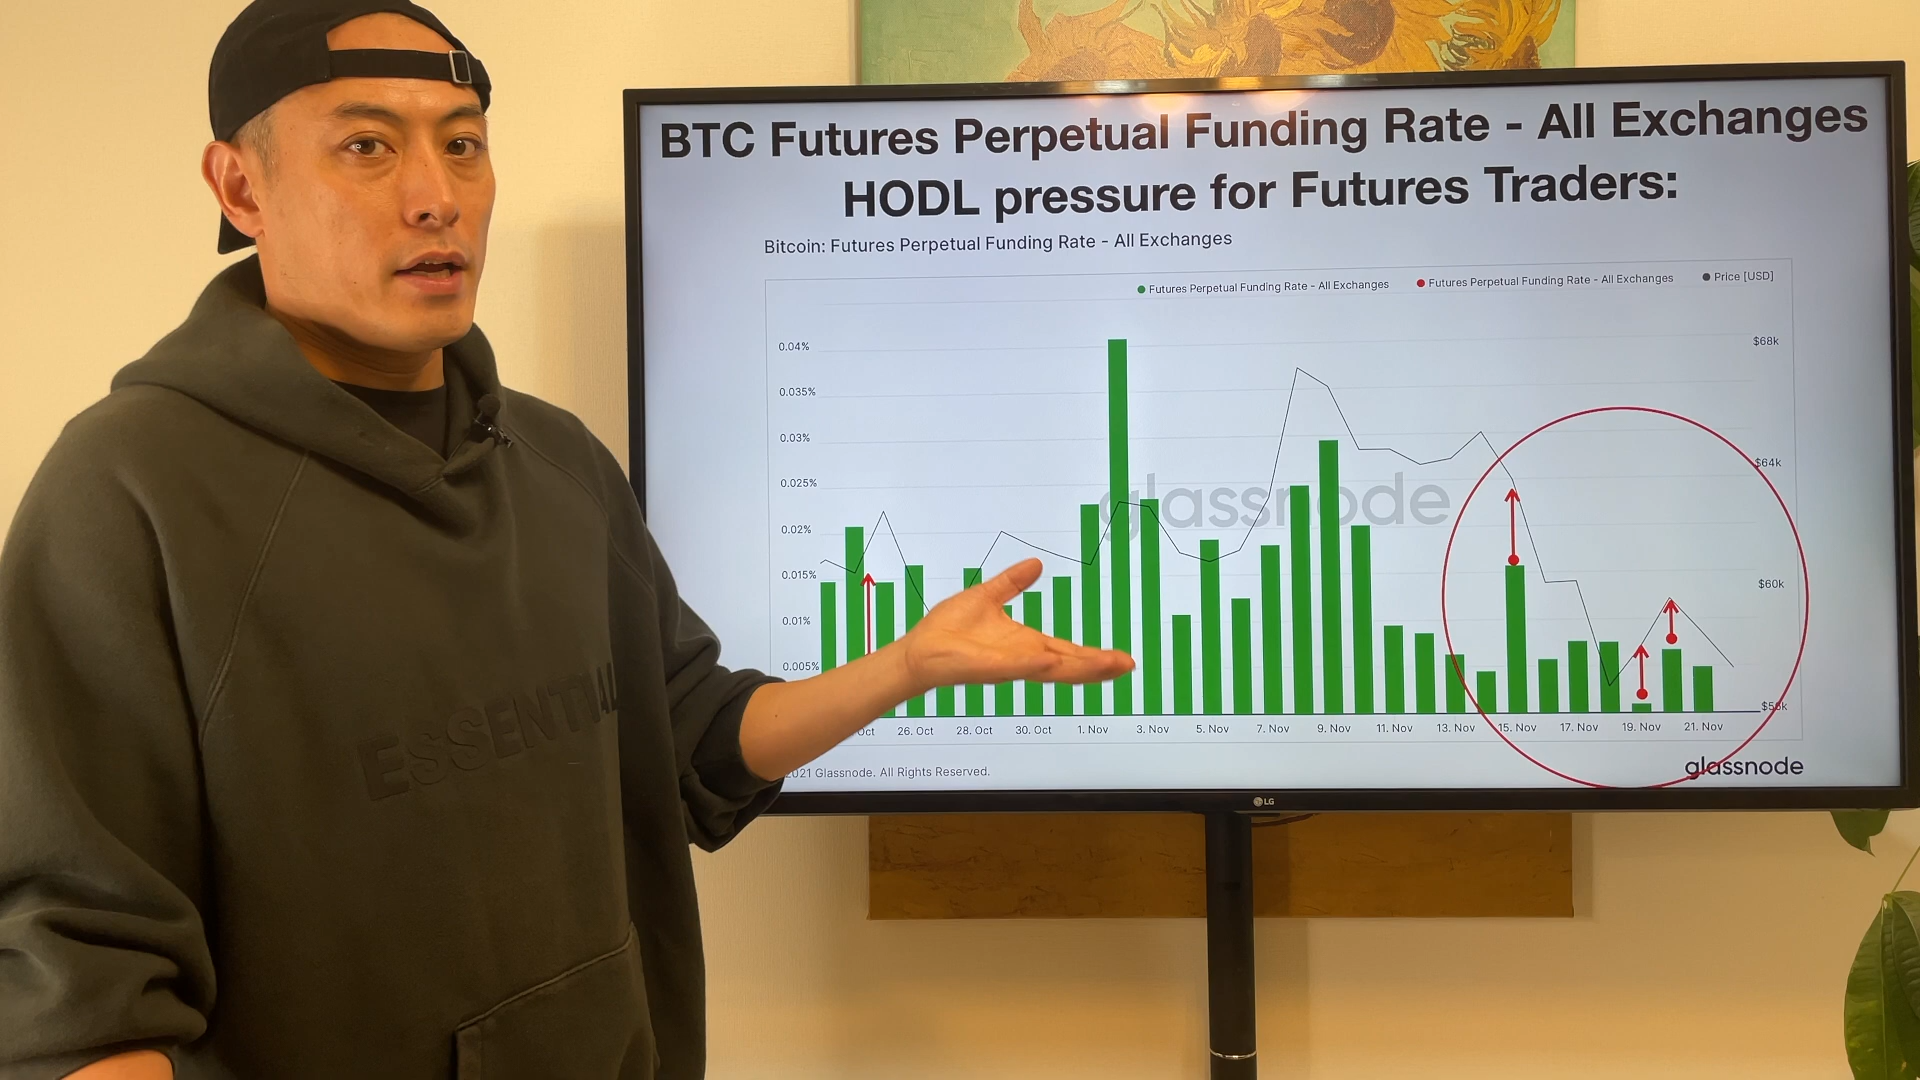 BTC Futures Perpetual Funding Rate - All Exchanges
HODL pressure for Futures Traders:
Bitcoin: Futures Perpetual Funding Rate - All Exchanges
Futures Perpetual Funding Rate - All Exchanges Futures Perpetual Funding Rate - All Exchanges Price [USD]
0.04% $68k
0.035%
0.03%
$64k
0.025%
glassnode
0.02%
0.015% $60k
0.01%
0.005%
Oct 26. Oct 28. Oct 30. Oct 1. Nov 3. Nov 5. Nov 7. Nov 9. Nov 11. Nov 13. Nov 15. Nov 17. Nov 19. Nov 21. Nov
2021 Glassnode. All Rights Reserved. glassnode
LG
ESSENTIAL